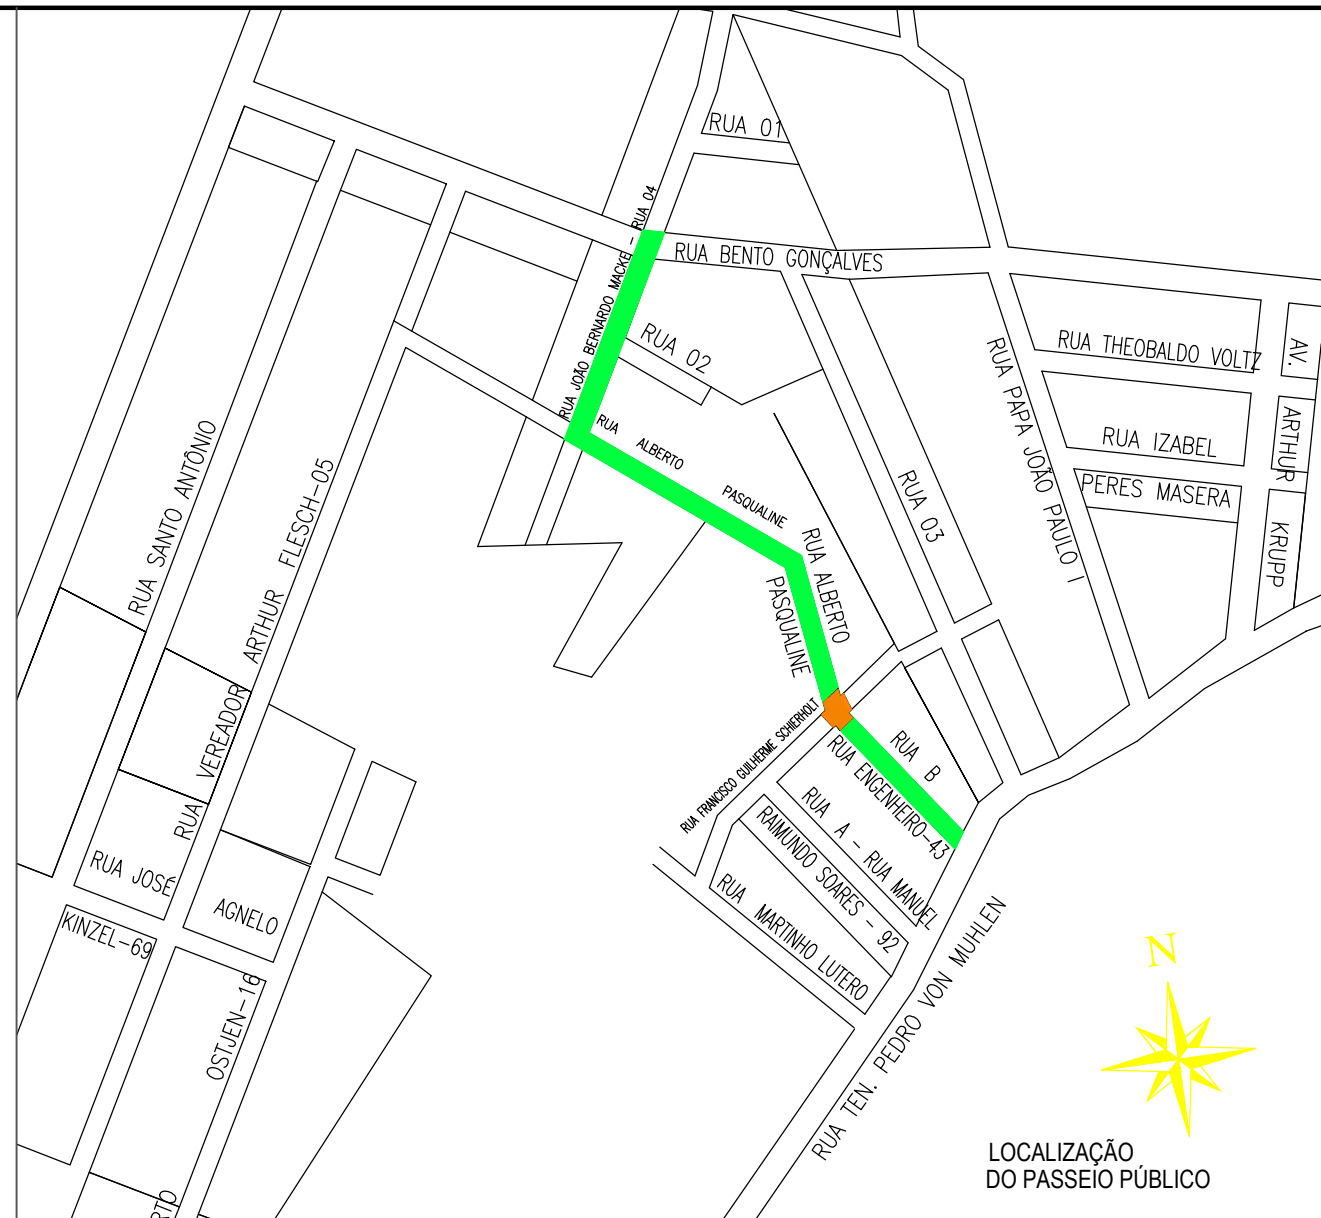 RUA 01
RUA JOÃO BERNARDO MACKE - RUA 04
RUA BENTO GONÇALVES
RUA 02
RUA THEOBALDO VOLTZ
AV.
ARTHUR
KRUPP
RUA PAPA JOÃO PAULO I
RUA IZABEL
PERES MASERA
RUA SANTO ANTÔNIO
RUA VEREADOR ARTHUR FLESCH-05
RUA ALBERTO PASQUALINE
RUA 03
RUA ALBERTO
PASQUALINE
RUA FRANCISCO GUILHERME SCHIERHOLT
RUA B
RUA ENGENHEIRO-43
RUA A - RUA MANUEL
RAIMUNDO SOARES - 92
RUA MARTINHO LUTERO
RUA JOSÉ
AGNELO
KINZEL-69
OSTJEN-16
RTO
RUA TEN. PEDRO VON MUHLEN
N
LOCALIZAÇÃO
DO PASSEIO PÚBLICO